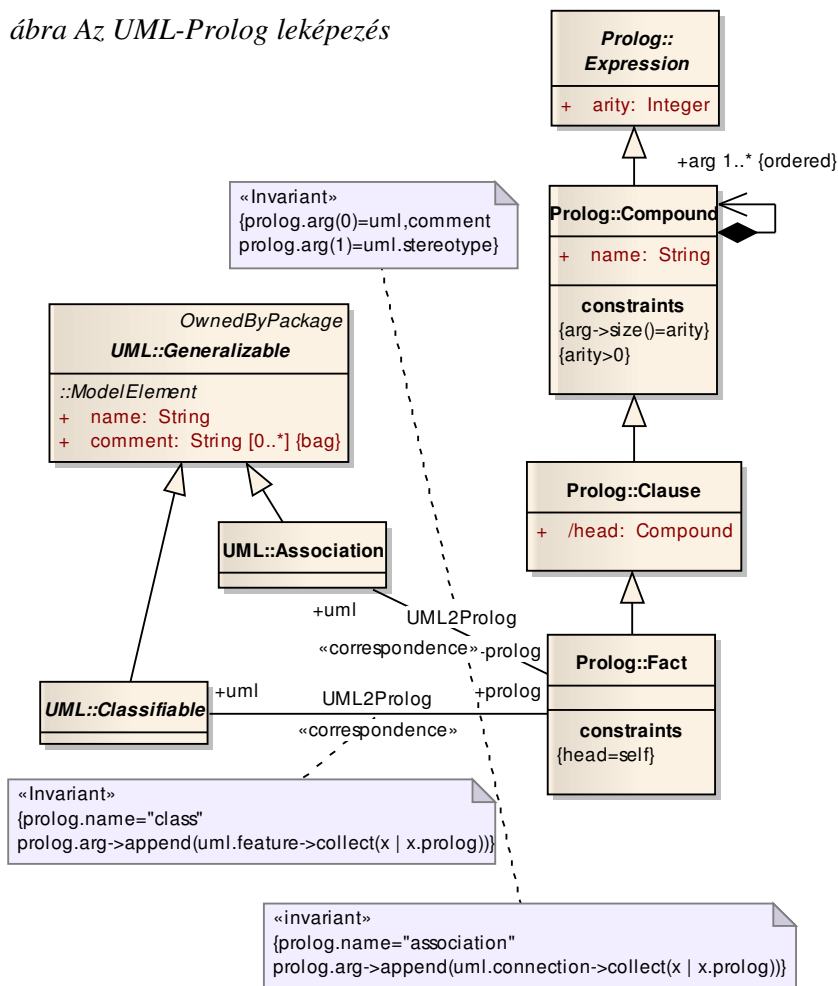 ábra Az UML-Prolog leképezés
Prolog::
Expression
+ arity: Integer
+arg 1..* {ordered}
«Invariant»
{prolog.arg(0)=uml,comment
prolog.arg(1)=uml.stereotype}
Prolog::Compound
+ name: String
constraints
{arg->size()=arity}
{arity>0}
OwnedByPackage
UML::Generalizable
::ModelElement
+ name: String
+ comment: String [0..*] {bag}
Prolog::Clause
+ /head: Compound
UML::Association
+uml
UML2Prolog
«correspondence»
-prolog
Prolog::Fact
constraints
{head=self}
UML::Classifiable
+uml
UML2Prolog
+prolog
«correspondence»
«Invariant»
{prolog.name="class"
prolog.arg->append(uml.feature->collect(x | x.prolog))}
«invariant»
{prolog.name="association"
prolog.arg->append(uml.connection->collect(x | x.prolog))}